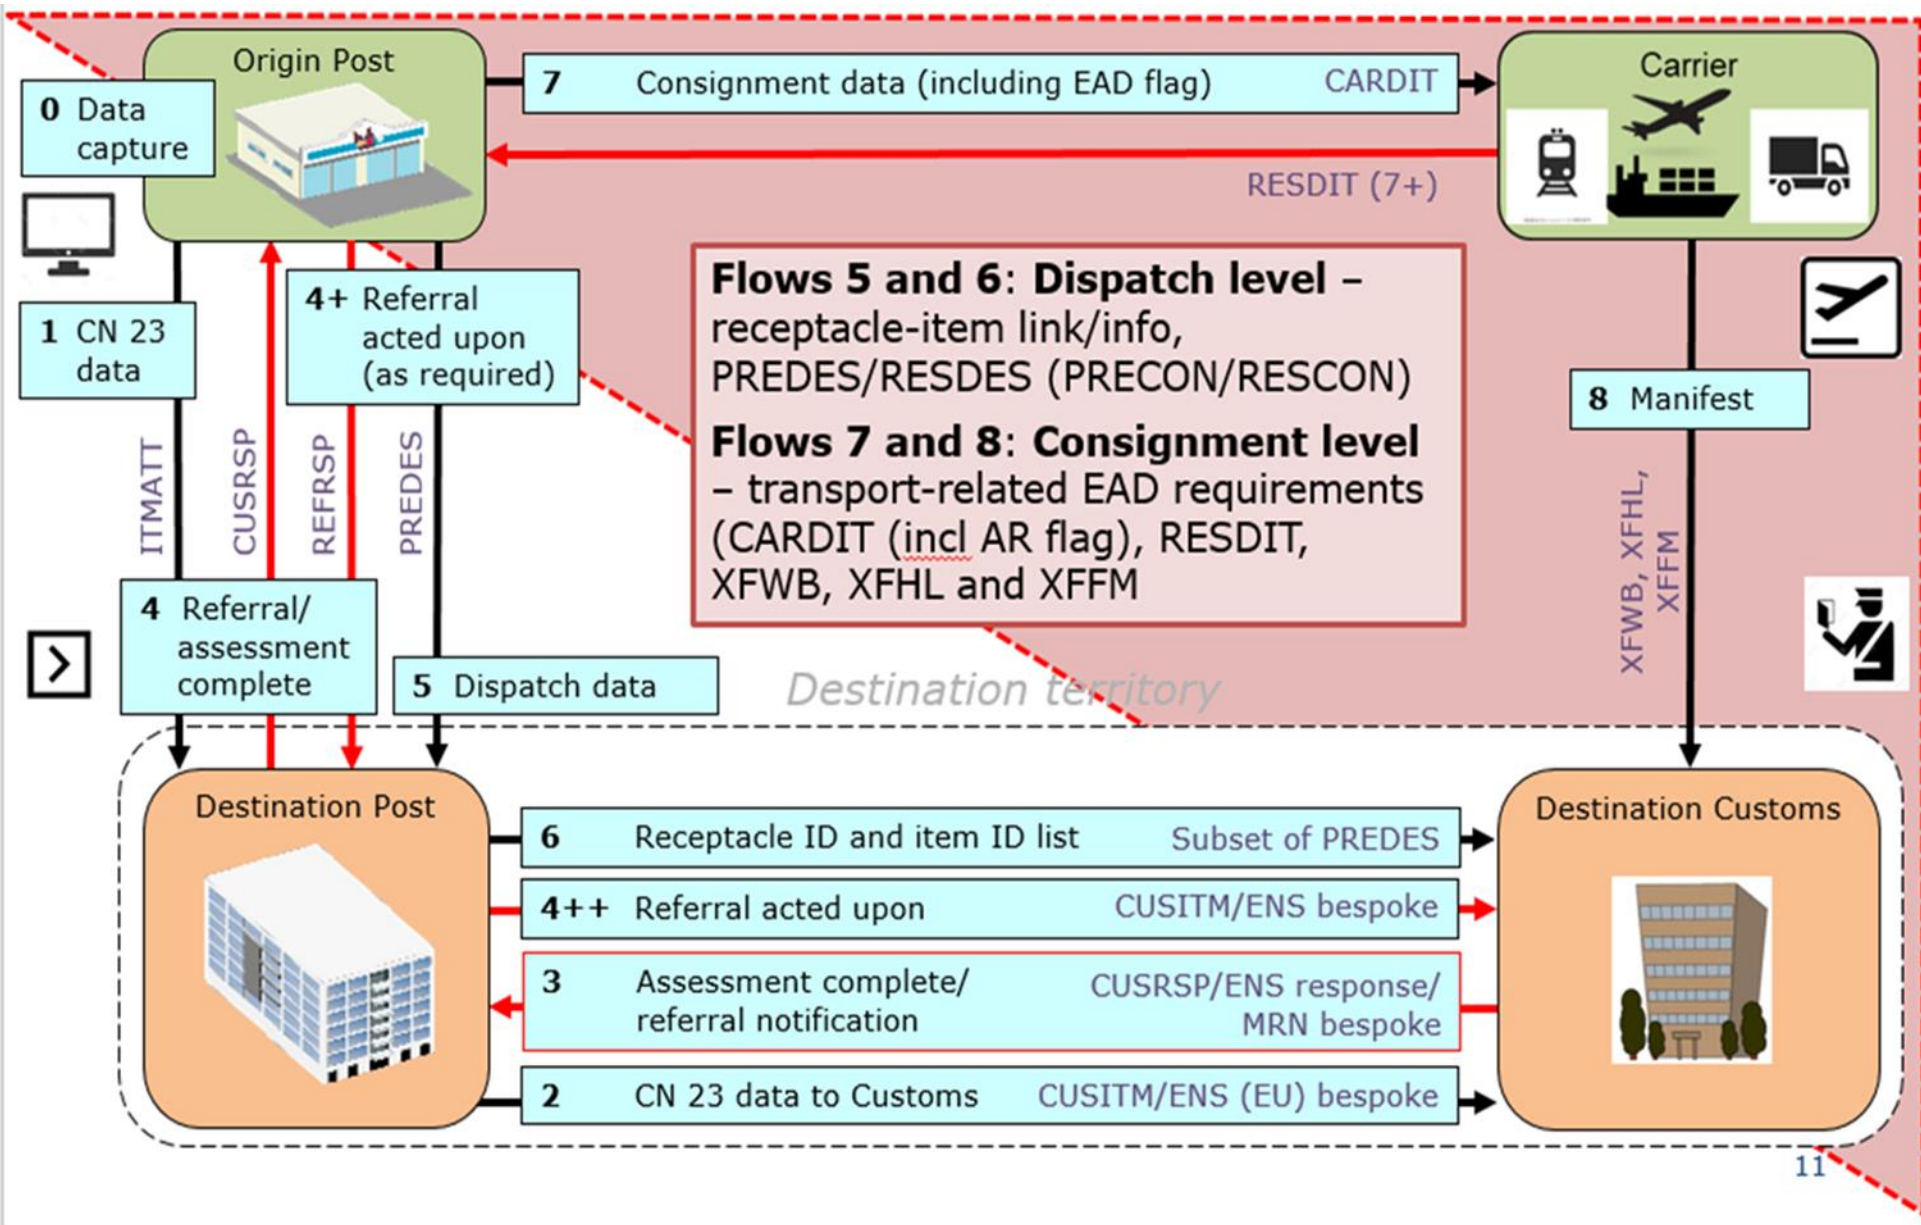 Origin Post
0 Data
capture
7 Consignment data (including EAD flag) CARDIT
Carrier
RESDIT (7+)
1 CN 23
data
4+ Referral
acted upon
(as required)
Flows 5 and 6: Dispatch level –
receptacle-item link/info,
PREDES/RESDES (PRECON/RESCON)
Flows 7 and 8: Consignment level
– transport-related EAD requirements
(CARDIT (incl AR flag), RESDIT,
XFWB, XFHL and XFFM
8 Manifest
ITMATT
CUSRSP
REFRSP
PREDES
XFWB, XFHL,
XFFM
4 Referral/
assessment
complete
5 Dispatch data
Destination territory
Destination Post
6 Receptacle ID and item ID list Subset of PREDES
Destination Customs
4++ Referral acted upon CUSITM/ENS bespoke
3 Assessment complete/ CUSRSP/ENS response/
referral notification MRN bespoke
2 CN 23 data to Customs CUSITM/ENS (EU) bespoke
11